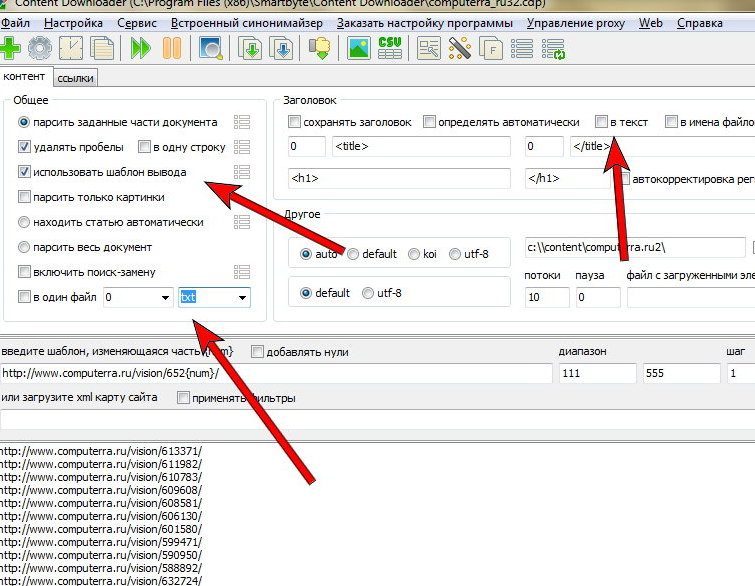 Content Downloader (C:\Program Files (x86)\Smartbyte\Content Downloader\computerra_ru32.cdp)
Файл Настройка Сервис Встроенный синонимайзер Заказать настройку программы Управление proxy Web Справка
CSV F
контент ссылки
Общее Заголовок
парсить заданные части документа сохранять заголовок определять автоматически в текст в имена файло
удалять пробелы в одну строку 0 <title> 0 </title>
использовать шаблон вывода <h1> </h1> автокорректировка рег
парсить только картинки
находить статью автоматически Другое
парсить весь документ auto default koi utf-8 c:\\content\computerra.ru2\
включить поиск-замену потоки пауза файл с загруженными эле
в один файл 0 txt default utf-8 10 0
введите шаблон, изменяющаяся часть {num} добавлять нули диапазон шаг
http://www.computerra.ru/vision/652{num}/ 111 555 1
или загрузите xml карту сайта применять фильтры
http://www.computerra.ru/vision/613371/
http://www.computerra.ru/vision/611982/
http://www.computerra.ru/vision/610783/
http://www.computerra.ru/vision/609608/
http://www.computerra.ru/vision/608581/
http://www.computerra.ru/vision/606130/
http://www.computerra.ru/vision/601580/
http://www.computerra.ru/vision/599471/
http://www.computerra.ru/vision/590950/
http://www.computerra.ru/vision/588892/
http://www.computerra.ru/vision/632724/